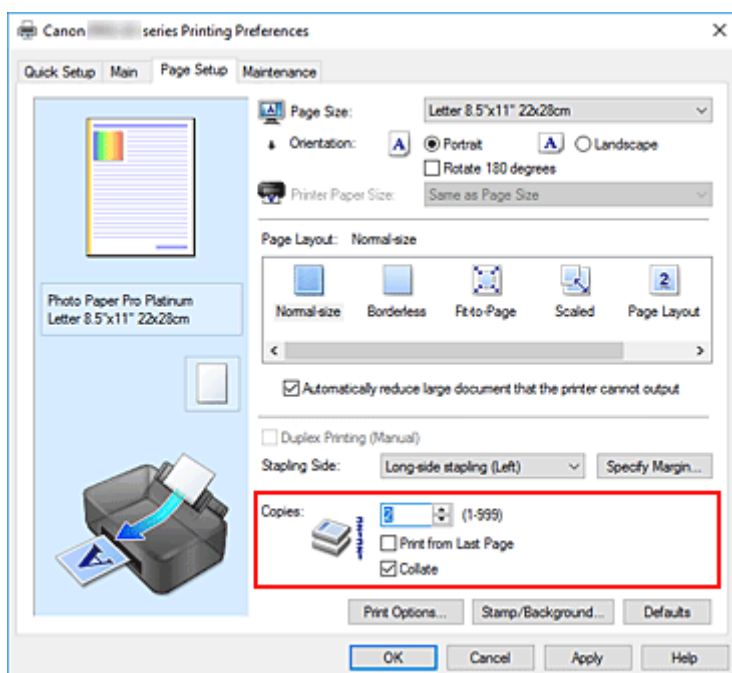 Canon series Printing Preferences
Quick Setup Main Page Setup Maintenance
Page Size: Letter 8.5"x11" 22x28cm
Orientation: A Portrait A Landscape
Rotate 180 degrees
Printer Paper Size: Same as Page Size
Page Layout: Normal-size
2
Normal-size Borderless Fit-to-Page Scaled Page Layout
Photo Paper Pro Platinum
Letter 8.5"x11" 22x28cm
Automatically reduce large document that the printer cannot output
Duplex Printing (Manual)
Stapling Side: Long-side stapling (Left) Specify Margin...
Copies: 2 (1-999)
Print from Last Page
Collate
A
Print Options... Stamp/Background... Defaults
OK Cancel Apply Help